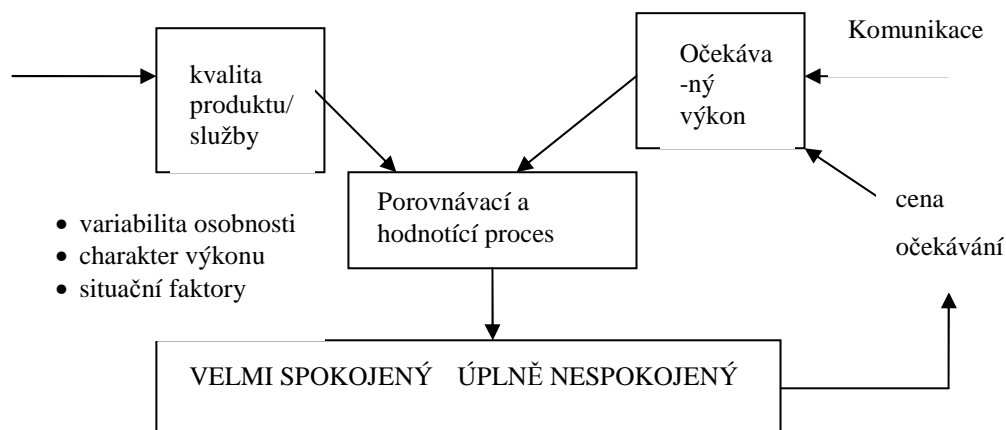 kvalita
produktu/
služby
Očekáva
-ný
výkon
Komunikace
Porovnávací a
hodnotící proces
cena
očekávání
• variabilita osobnosti
• charakter výkonu
• situační faktory
VELMI SPOKOJENÝ ÚPLNĚ NESPOKOJENÝ